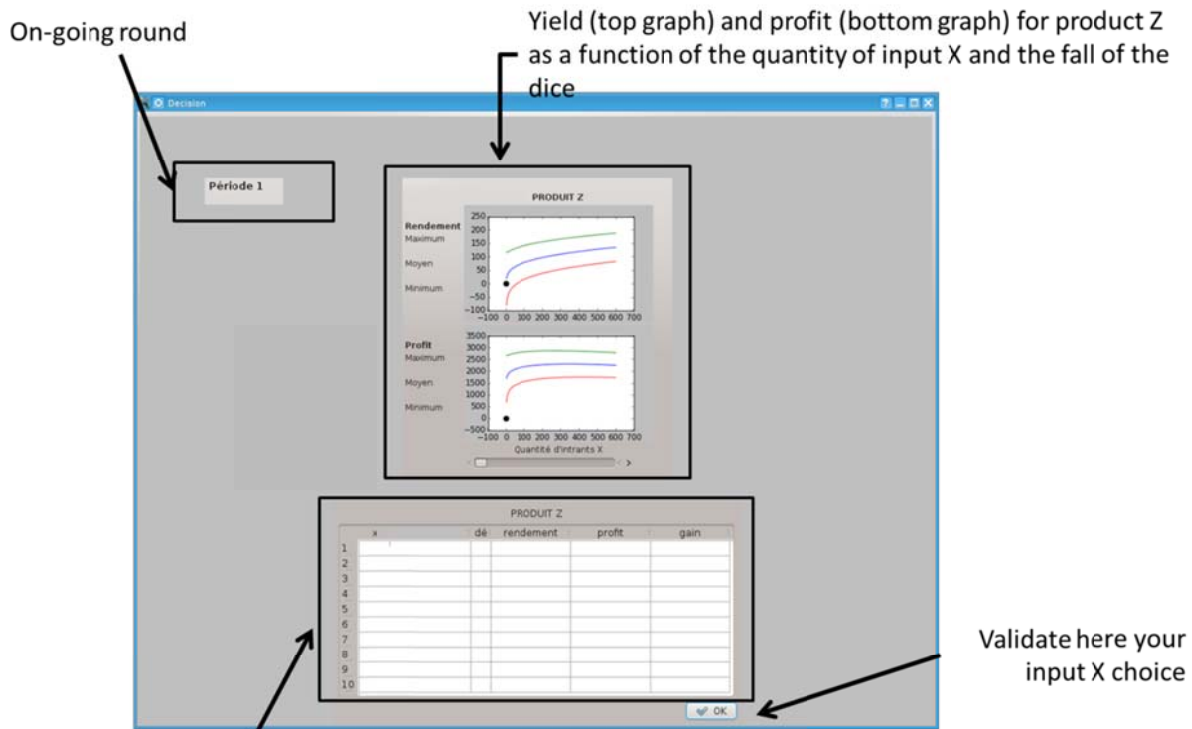 On-going round
Yield (top graph) and profit (bottom graph) for product Z
as a function of the quantity of input X and the fall of the
dice
Decision
Période 1
PRODUIT Z
Rendement
Maximum
Moyen
Minimum
250
200
150
100
50
0
−50
−100
−100 0 100 200 300 400 500 600 700
Profit
Maximum
Moyen
Minimum
3500
3000
2500
2000
1500
1000
500
0
−500
−100 0 100 200 300 400 500 600 700
Quantité d'intrants X
PRODUIT Z
x dé rendement profit gain
1
2
3
4
5
6
7
8
9
10
OK
Validate here your
input X choice